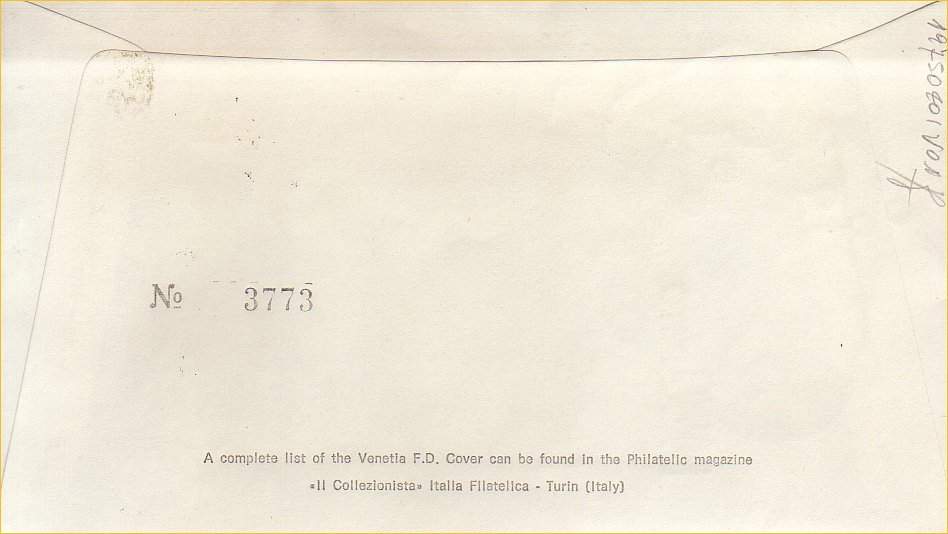 No 3773
A complete list of the Venetia F.D. Cover can be found in the Philatelic magazine
«Il Collezionista» Italia Filatelica - Turin (Italy)